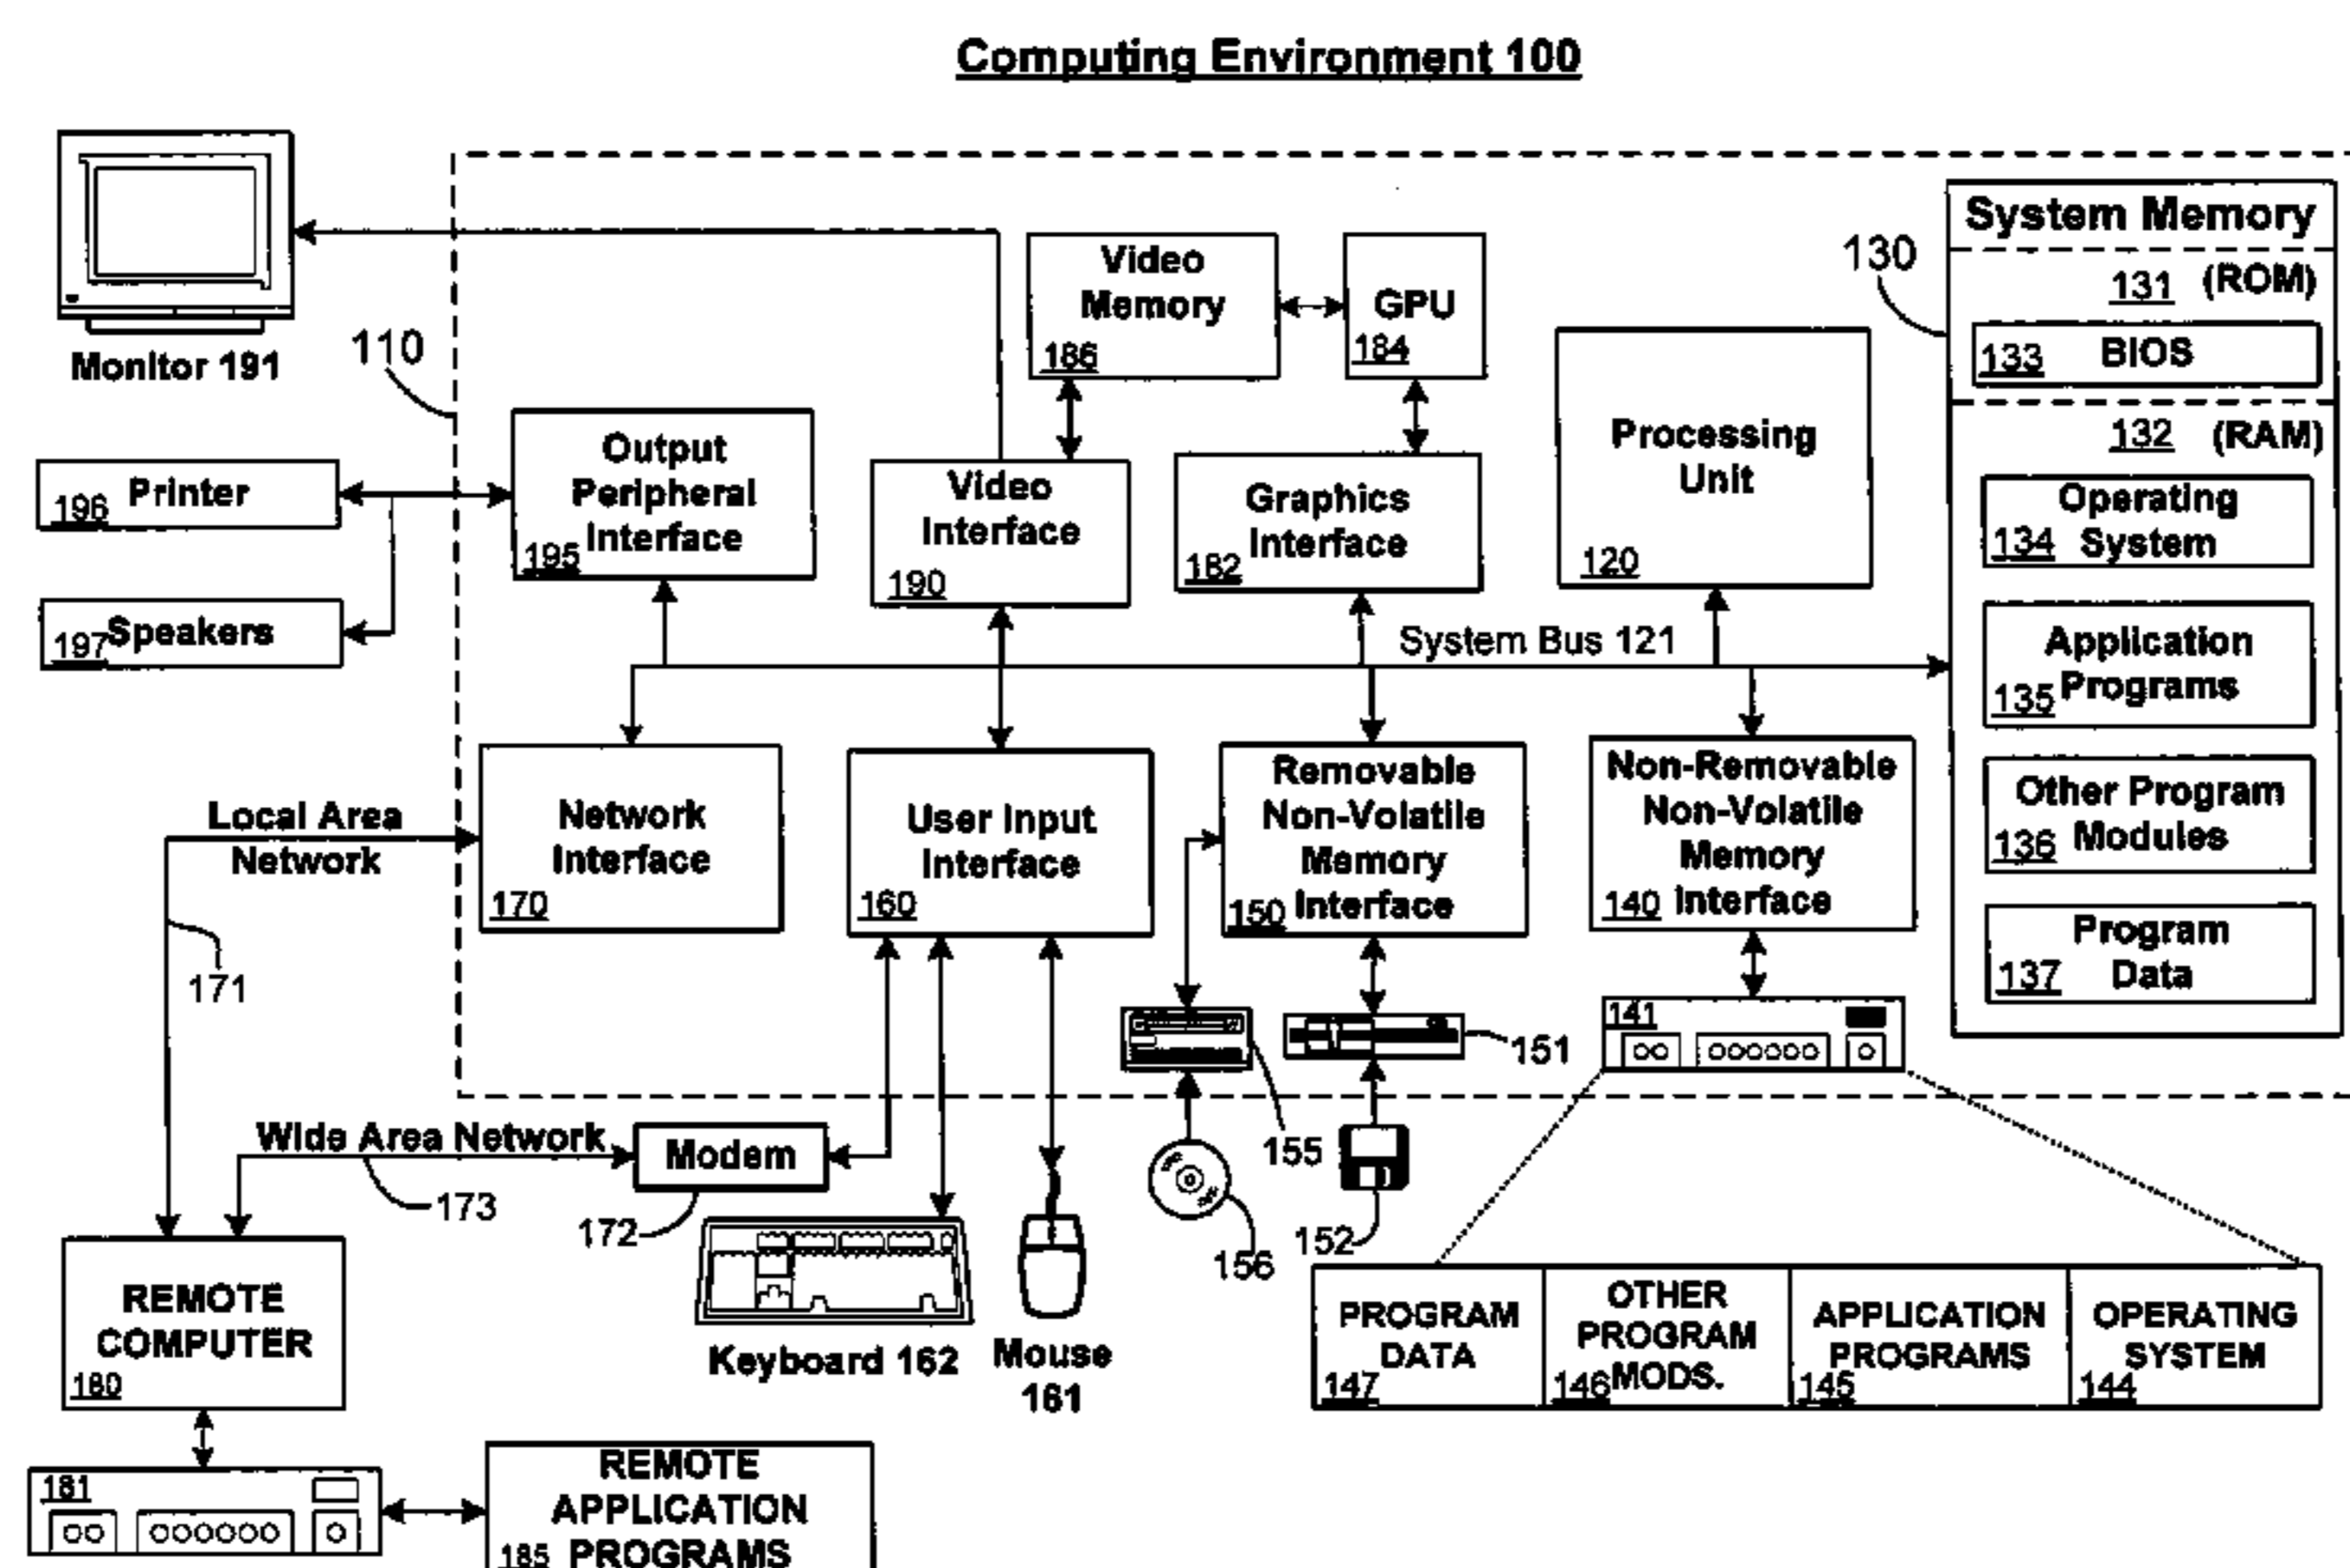 Computing Environment 100
Monitor 191
110
Printer
196
Speakers
197
Output
Peripheral
Interface
195
Video
Interface
190
Video
Memory
186
GPU
184
Graphics
Interface
182
Processing
Unit
120
System Bus 121
130
System Memory
131 (ROM)
133 BIOS
132 (RAM)
Operating
134 System
Application
135 Programs
Other Program
136 Modules
Program
137 Data
Local Area
Network
171
Network
Interface
170
User Input
Interface
160
Removable
Non-Volatile
Memory
150 Interface
Non-Removable
Non-Volatile
Memory
140 Interface
141
151
155
152
156
Wide Area Network
173
Modem
172
Keyboard 162
Mouse
161
REMOTE
COMPUTER
180
181
REMOTE
APPLICATION
185 PROGRAMS
PROGRAM
DATA
147
OTHER
PROGRAM
146 MODS.
APPLICATION
PROGRAMS
145
OPERATING
SYSTEM
144